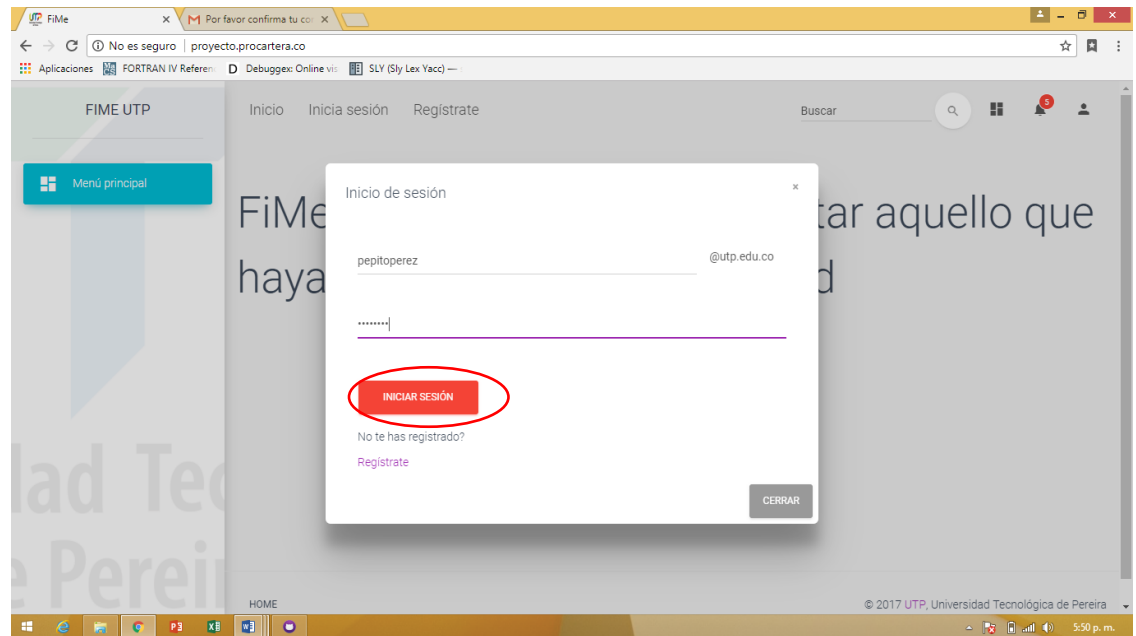 FiMe
Por favor confirma tu co
No es seguro | proyecto.procartera.co
Aplicaciones FORTRAN IV Referen Debuggex: Online vis SLY (Sly Lex Yacc) —
FIME UTP
Inicio Inicia sesión Regístrate
Buscar
5
Menú principal
Inicio de sesión
×
FiMe
tar aquello que
haya
d
pepitoperez
@utp.edu.co
••••••••
INICIAR SESIÓN
No te has registrado?
Regístrate
CERRAR
dad Tec
e Perei
HOME
© 2017 UTP, Universidad Tecnológica de Pereira
5:50 p. m.